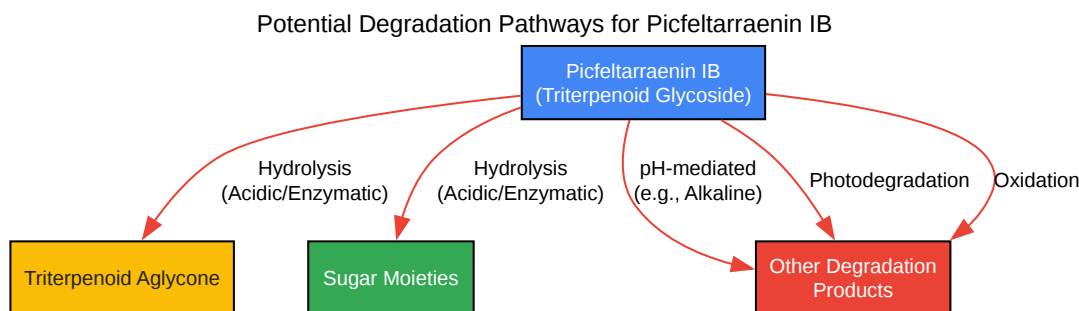 Potential Degradation Pathways for Picfeltarraenin IB
Picfeltarraenin IB
(Triterpenoid Glycoside)
Hydrolysis
(Acidic/Enzymatic)
Hydrolysis
(Acidic/Enzymatic)
pH-mediated
(e.g., Alkaline)
Photodegradation
Oxidation
Triterpenoid Aglycone
Sugar Moieties
Other Degradation
Products